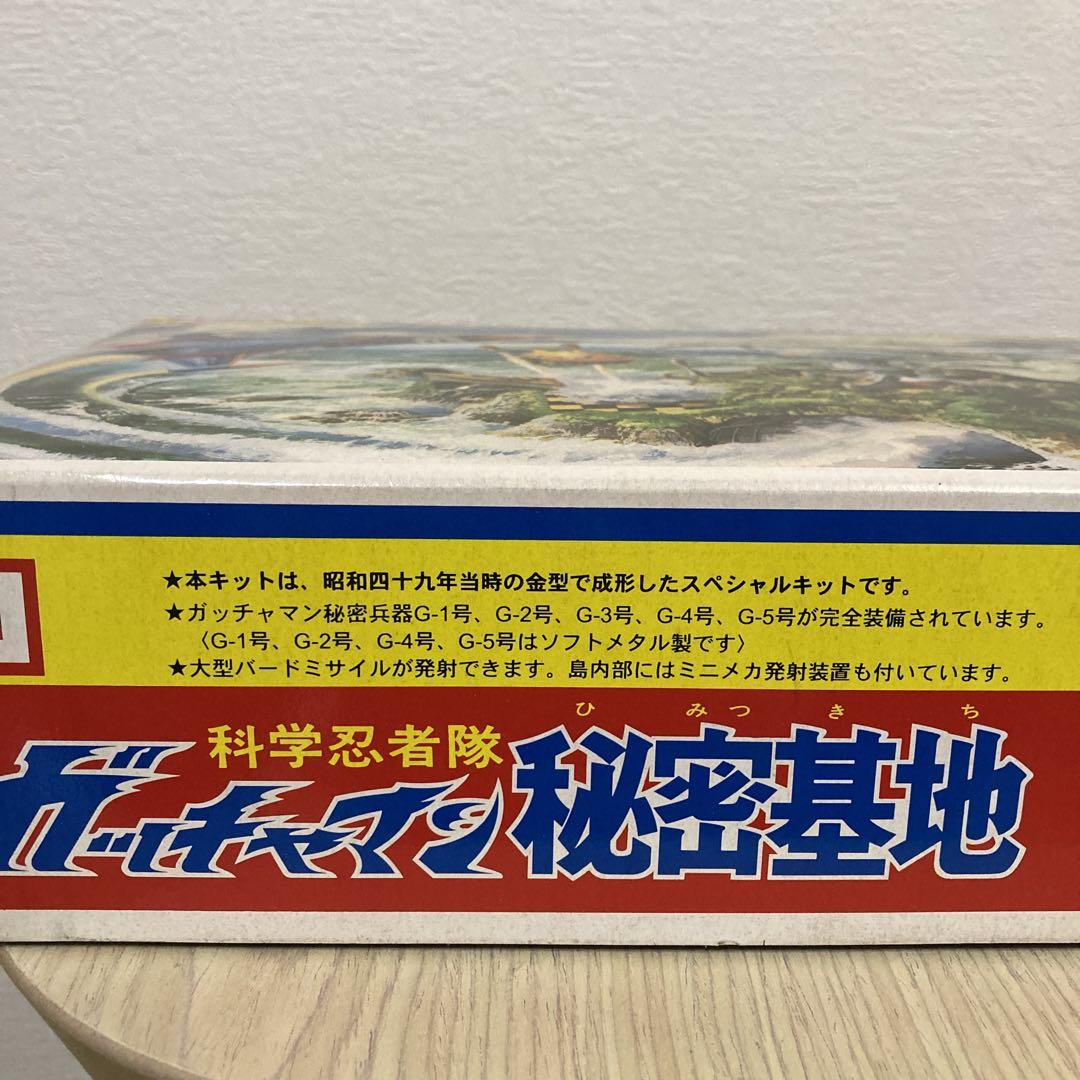 ★本キットは、昭和四十九年当時の金型で成形したスペシャルキットです。
★ガッチャマン秘密兵器G-1号、G-2号、G-3号、G-4号、G-5号が完全装備されています。
〈G-1号、G-2号、G-4号、G-5号はソフトメタル製です〉
★大型バードミサイルが発射できます。島内部にはミニメカ発射装置も付いています。
ひみつきち
科学忍者隊
ガッチャマン秘密基地